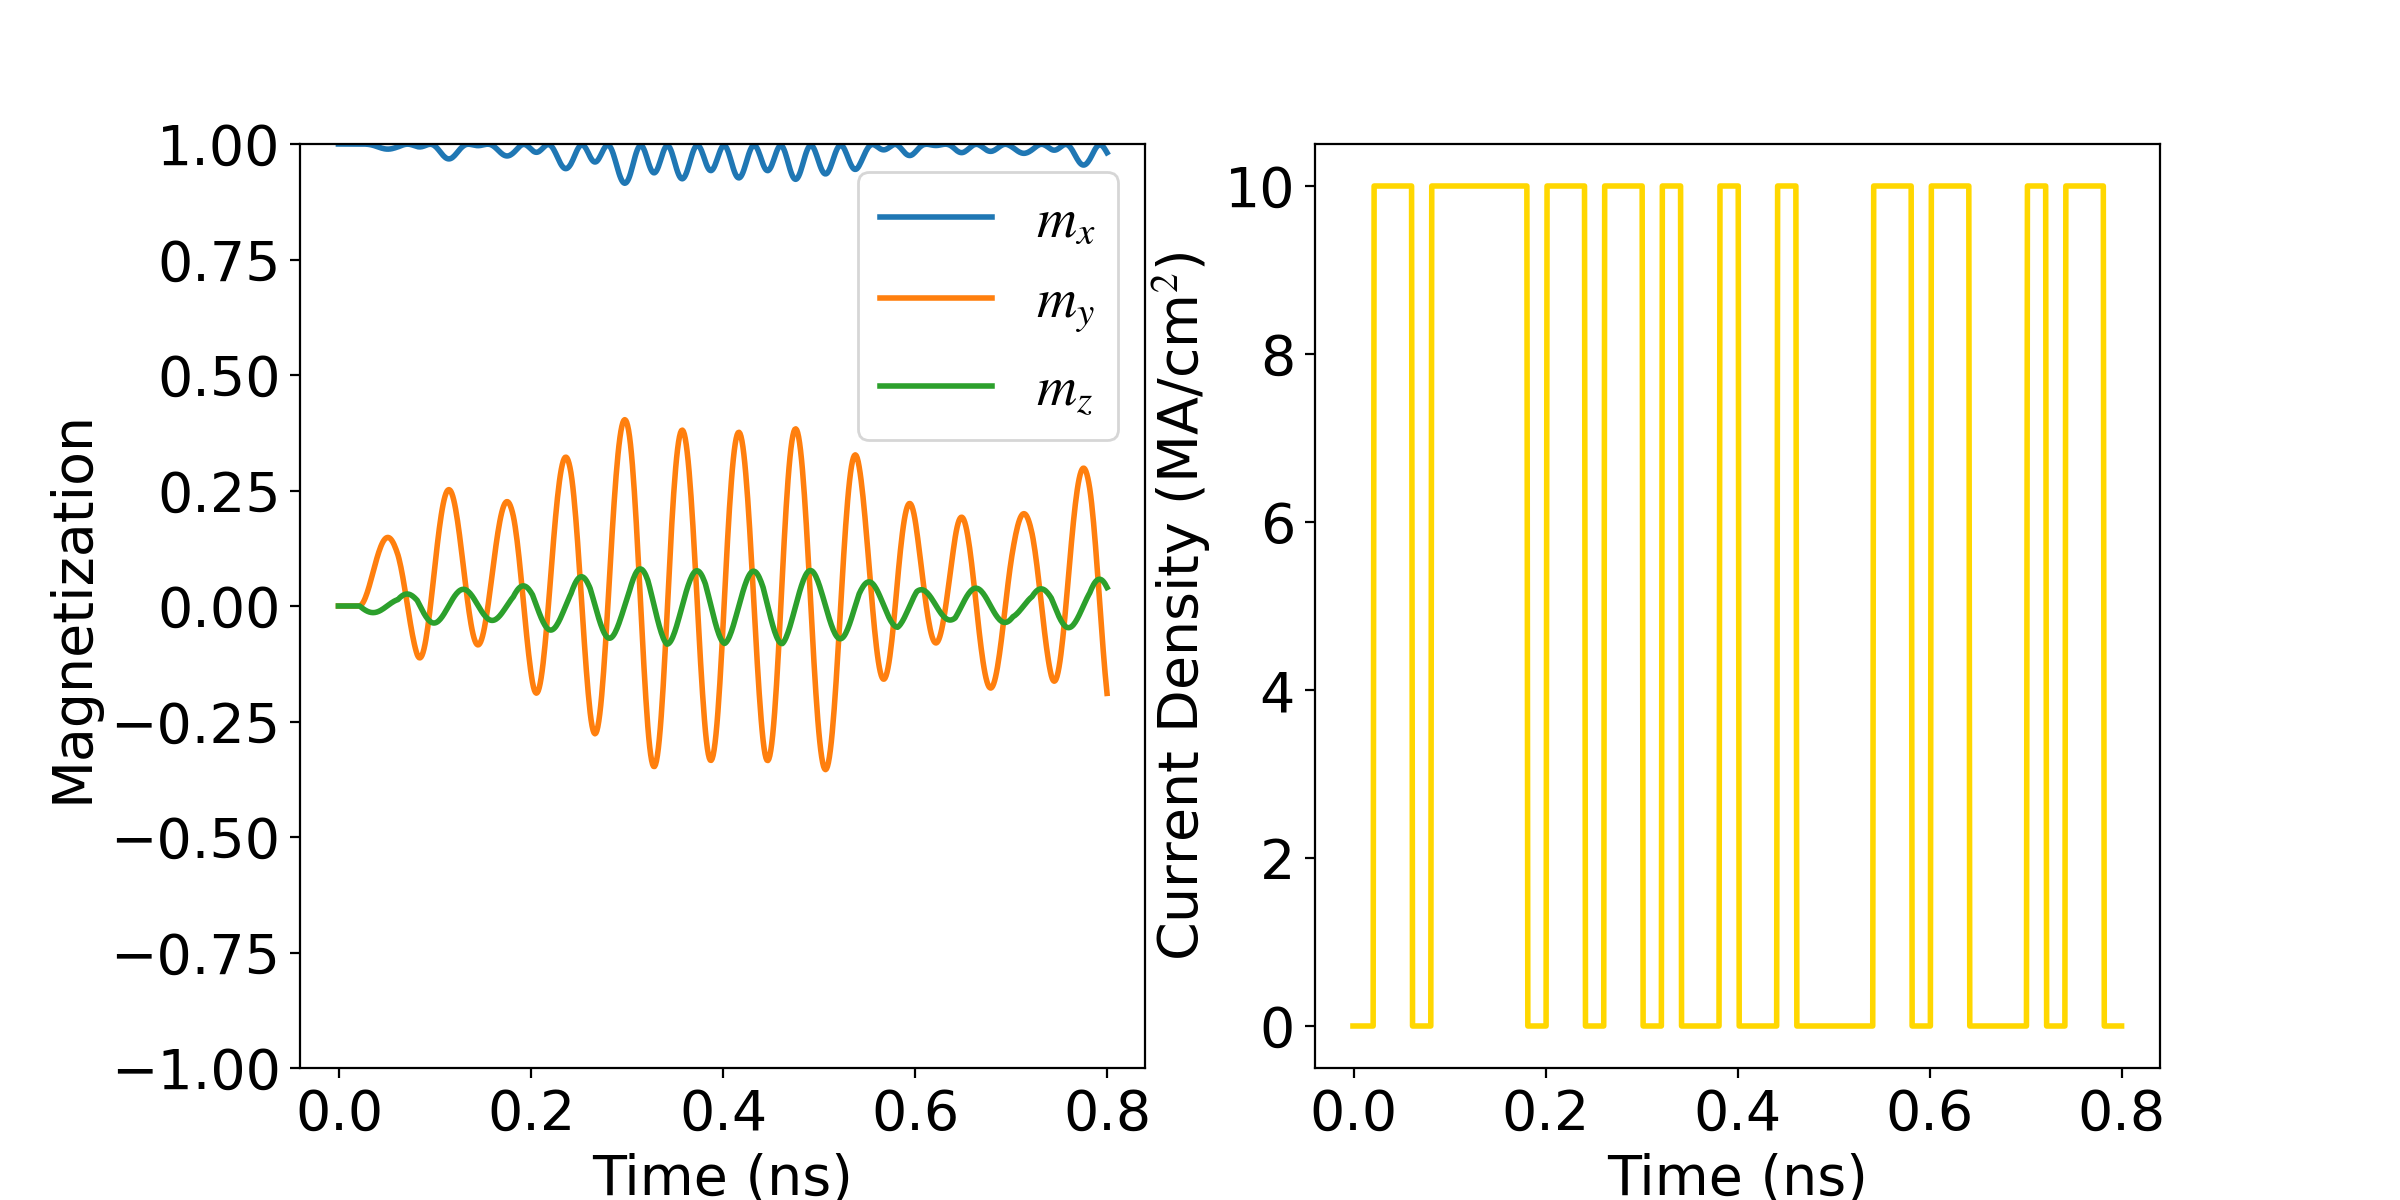 Magnetization
1.00
0.75
0.50
0.25
0.00
−0.25
−0.50
−0.75
−1.00
0.0 0.2 0.4 0.6 0.8
Time (ns)
m_x
m_y
m_z
Current Density (MA/cm²)
10
8
6
4
2
0
0.0 0.2 0.4 0.6 0.8
Time (ns)